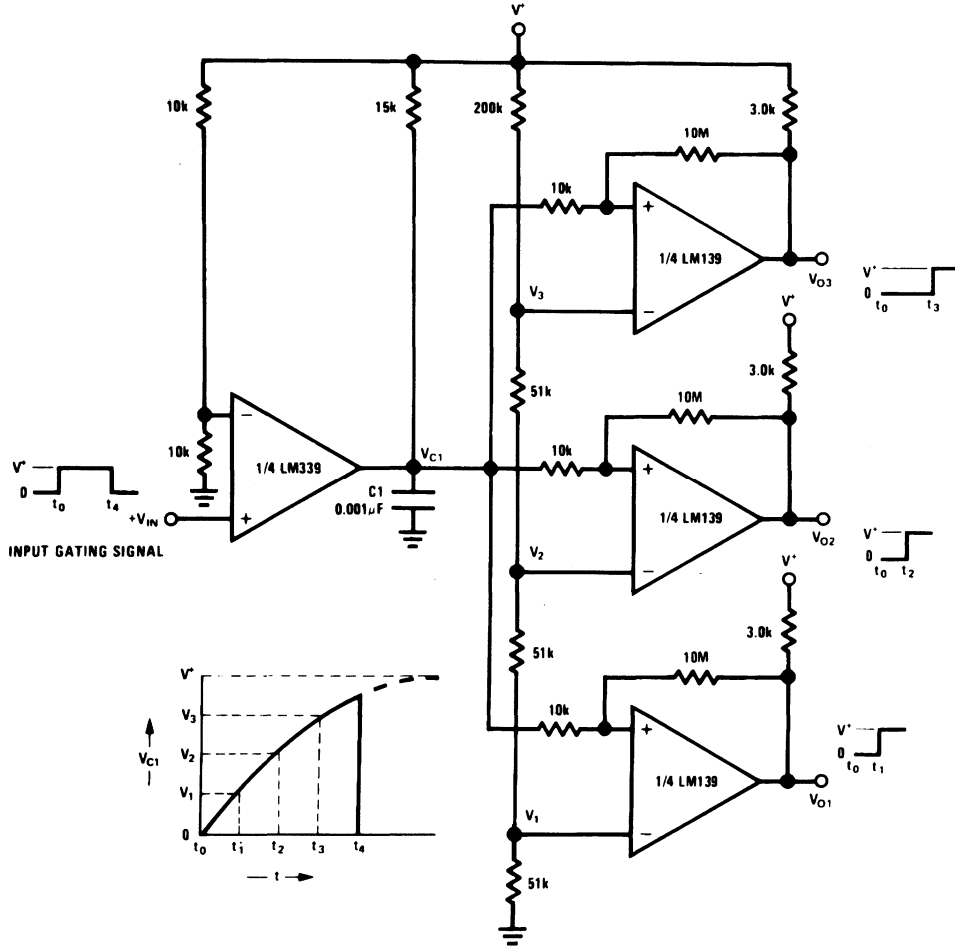 V+
10k
15k
200k
3.0k
10M
10k
+
1/4 LM139
−
V3
VO3
V+
0
t0 t3
V+
3.0k
51k
10M
10k
+
1/4 LM139
−
V2
VO2
V+
0
t0 t2
10k
−
1/4 LM339
+
VC1
C1
0.001µF
V+
0
t0 t4
+VIN
INPUT GATING SIGNAL
V+
3.0k
51k
10M
10k
+
1/4 LM139
−
V1
VO1
V+
0
t0 t1
51k
V+
V3
V2
V1
0
VC1
t0 t1 t2 t3 t4
t